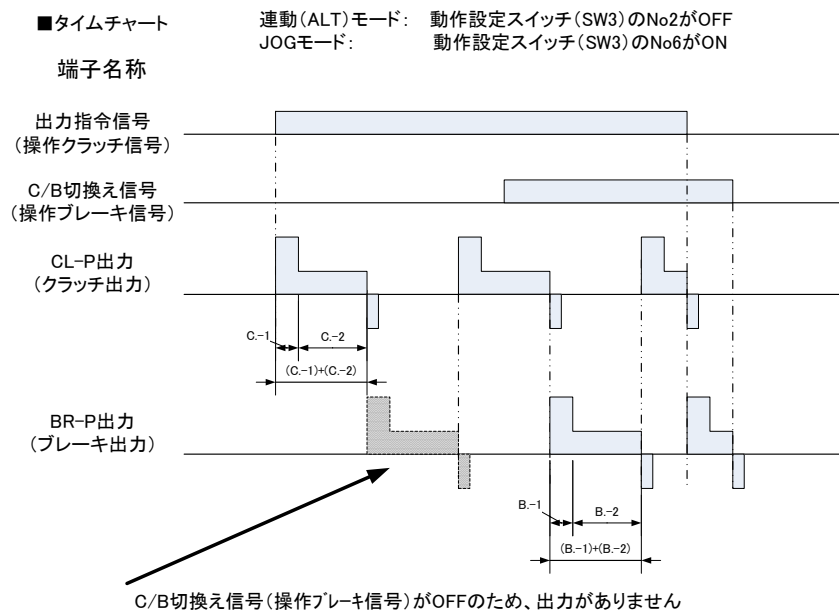 ■タイムチャート
連動(ALT)モード: 動作設定スイッチ(SW3)のNo2がOFF
JOGモード: 動作設定スイッチ(SW3)のNo6がON
端子名称
出力指令信号
(操作クラッチ信号)
C/B切換え信号
(操作ブレーキ信号)
CL-P出力
(クラッチ出力)
C.-1
C.-2
(C.-1)+(C.-2)
BR-P出力
(ブレーキ出力)
B.-1
B.-2
(B.-1)+(B.-2)
C/B切換え信号(操作ブレーキ信号)がOFFのため、出力がありません